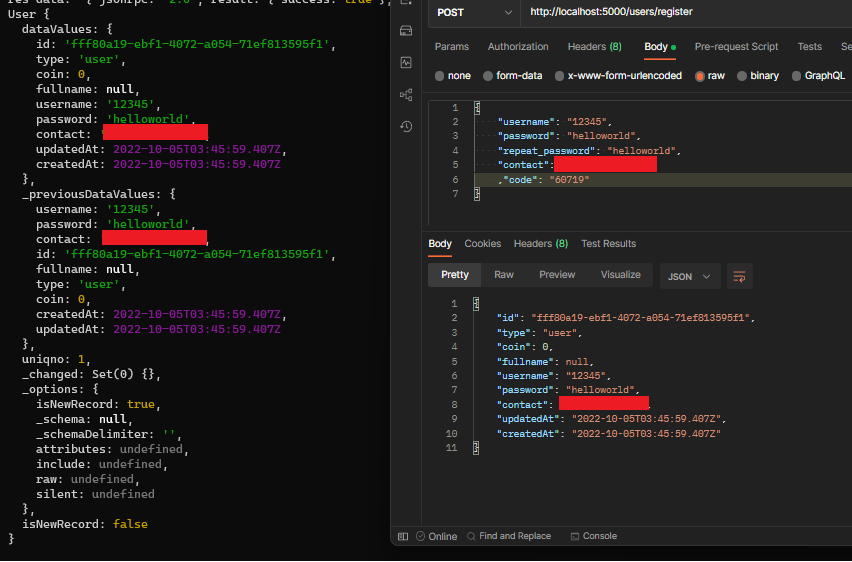 res data: { jsonrpc: '2.0', result: { success: true },
User {
dataValues: {
id: 'fff80a19-ebf1-4072-a054-71ef813595f1',
type: 'user',
coin: 0,
fullname: null,
username: '12345',
password: 'helloworld',
contact: '
updatedAt: 2022-10-05T03:45:59.407Z,
createdAt: 2022-10-05T03:45:59.407Z
},
_previousDataValues: {
username: '12345',
password: 'helloworld',
contact:
id: 'fff80a19-ebf1-4072-a054-71ef813595f1',
fullname: null,
type: 'user',
coin: 0,
createdAt: 2022-10-05T03:45:59.407Z,
updatedAt: 2022-10-05T03:45:59.407Z
},
uniqno: 1,
_changed: Set(0) {},
_options: {
isNewRecord: true,
_schema: null,
_schemaDelimiter: '',
attributes: undefined,
include: undefined,
raw: undefined,
silent: undefined
},
isNewRecord: false
}
POST http://localhost:5000/users/register
Params Authorization Headers (8) Body Pre-request Script Tests Se
none form-data x-www-form-urlencoded raw binary GraphQL
1 {
2 "username": "12345",
3 "password": "helloworld",
4 "repeat_password": "helloworld",
5 "contact":
6 ,"code": "60719"
7 }
Body Cookies Headers (8) Test Results
Pretty Raw Preview Visualize JSON
1 {
2 "id": "fff80a19-ebf1-4072-a054-71ef813595f1",
3 "type": "user",
4 "coin": 0,
5 "fullname": null,
6 "username": "12345",
7 "password": "helloworld",
8 "contact": ,
9 "updatedAt": "2022-10-05T03:45:59.407Z",
10 "createdAt": "2022-10-05T03:45:59.407Z"
11 }
Online Find and Replace Console